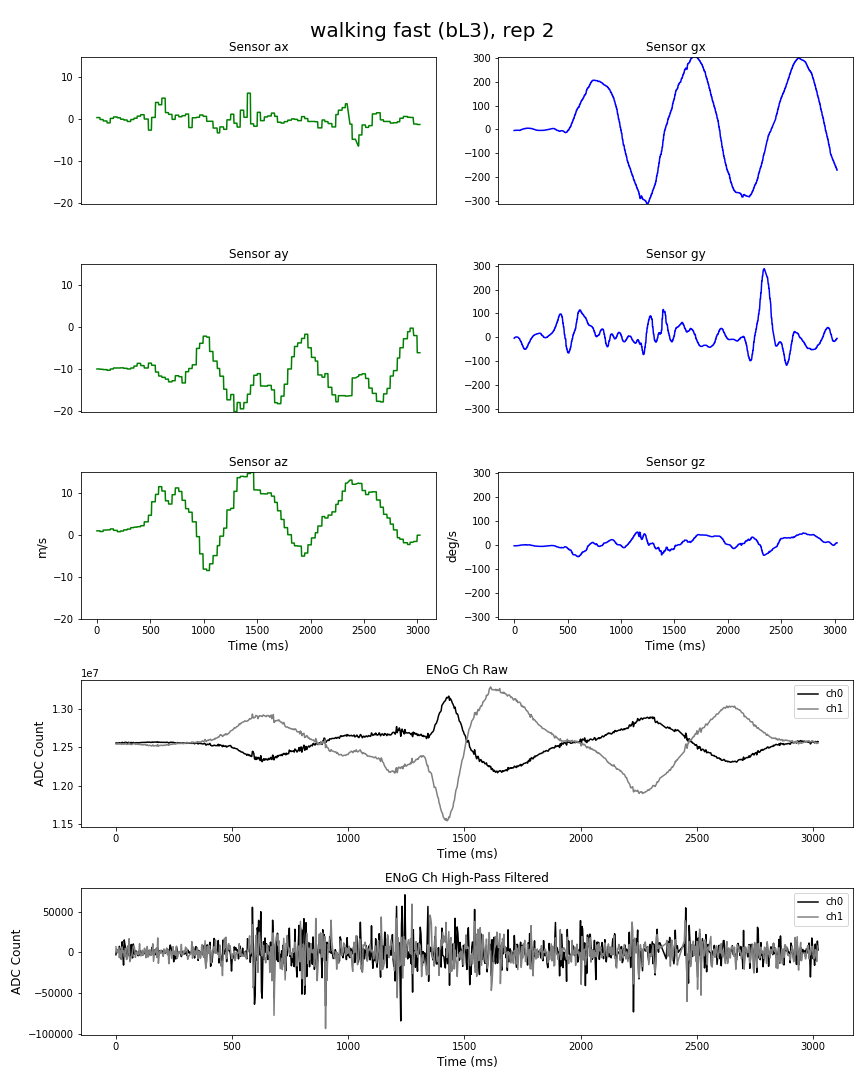 walking fast (bL3), rep 2
Sensor ax
10
0
−10
−20
Sensor gx
300
200
100
0
−100
−200
−300
Sensor ay
10
0
−10
−20
Sensor gy
300
200
100
0
−100
−200
−300
Sensor az
m/s
10
0
−10
−20
0 500 1000 1500 2000 2500 3000
Time (ms)
Sensor gz
deg/s
300
200
100
0
−100
−200
−300
0 500 1000 1500 2000 2500 3000
Time (ms)
ENoG Ch Raw
1e7
ADC Count
1.30
1.25
1.20
1.15
ch0
ch1
0 500 1000 1500 2000 2500 3000
Time (ms)
ENoG Ch High-Pass Filtered
ADC Count
50000
0
−50000
−100000
ch0
ch1
0 500 1000 1500 2000 2500 3000
Time (ms)